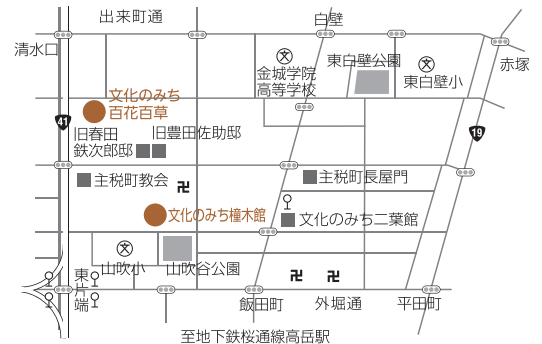 出来町通
白壁
清水口
赤塚
東白壁公園
文
金城学院
高等学校
文
東白壁小
文化のみち
百花百草
41
旧春田
鉄次郎邸
旧豊田佐助邸
19
主税町教会
主税町長屋門
文化のみち橦木館
文化のみち二葉館
文
山吹小
山吹谷公園
東片端
飯田町
外堀通
平田町
至地下鉄桜通線高岳駅